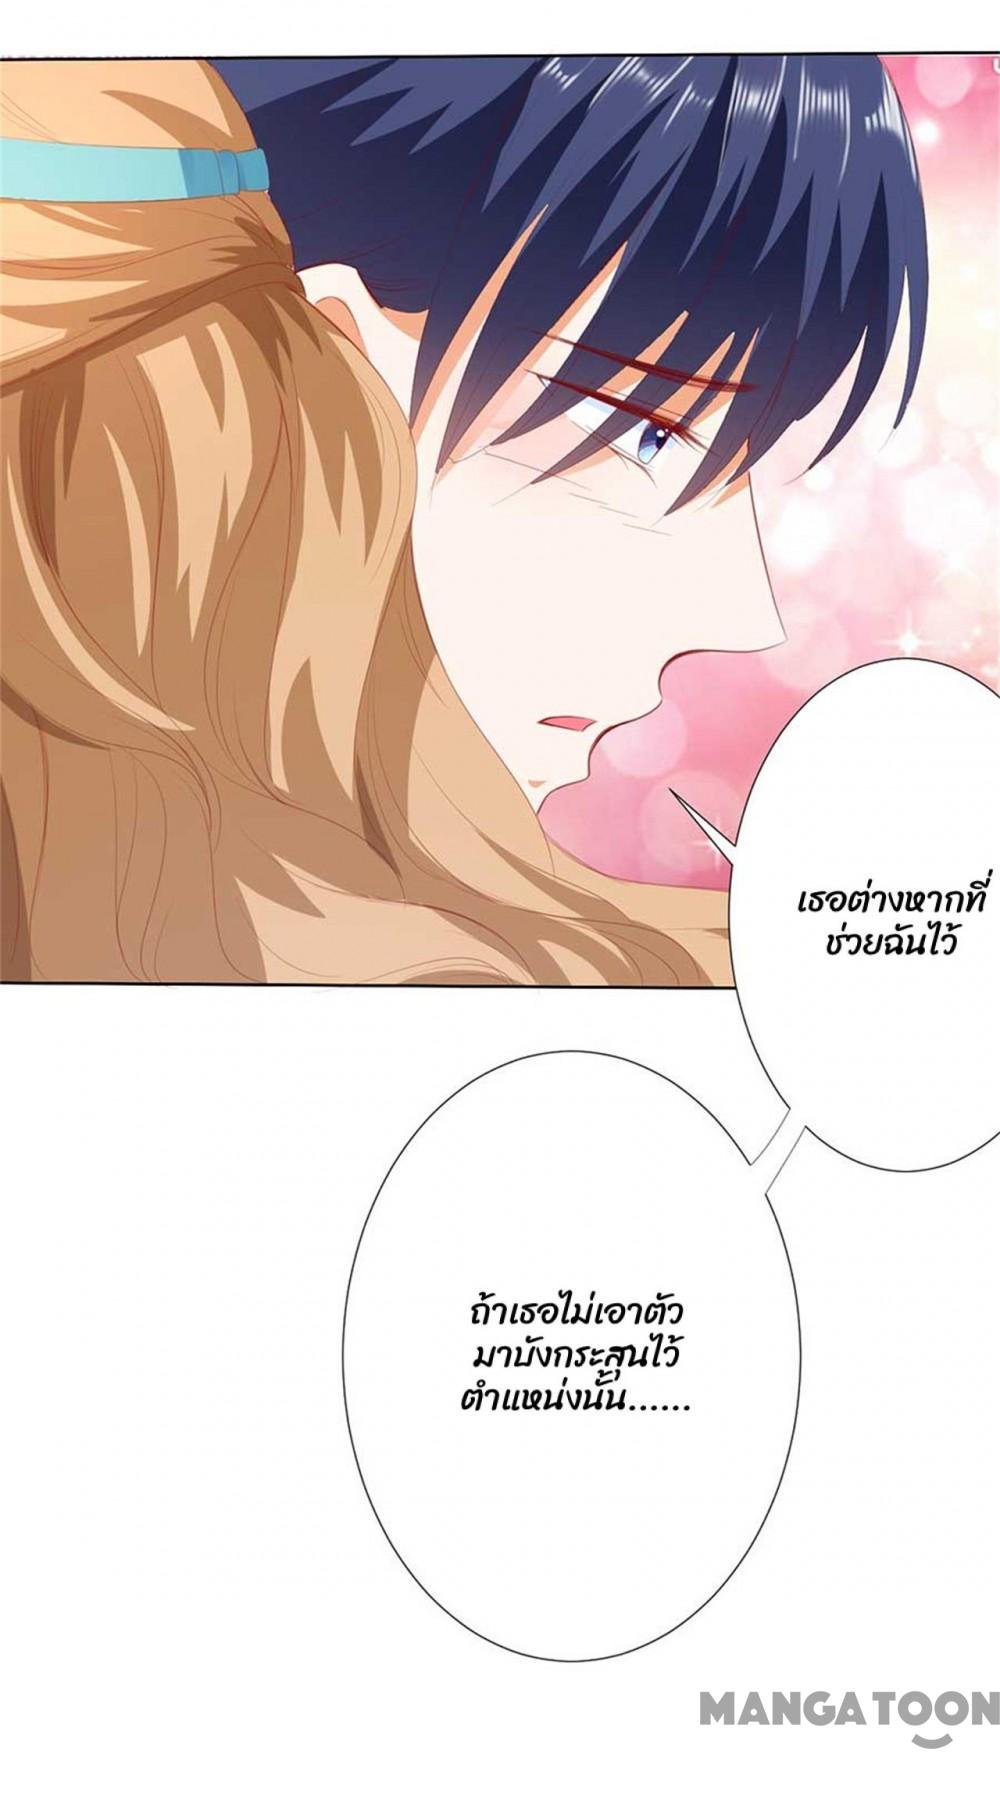 เธอต่างหากที่
ช่วยฉันไว้
ถ้าเธอไม่เอาตัว
มาบังกระสุนไว้
ตำแหน่งนั้น......
MANGATOON